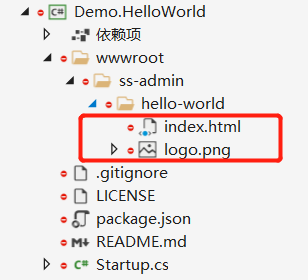 Demo.HelloWorld
依赖项
wwwroot
ss-admin
hello-world
index.html
logo.png
.gitignore
LICENSE
package.json
README.md
Startup.cs